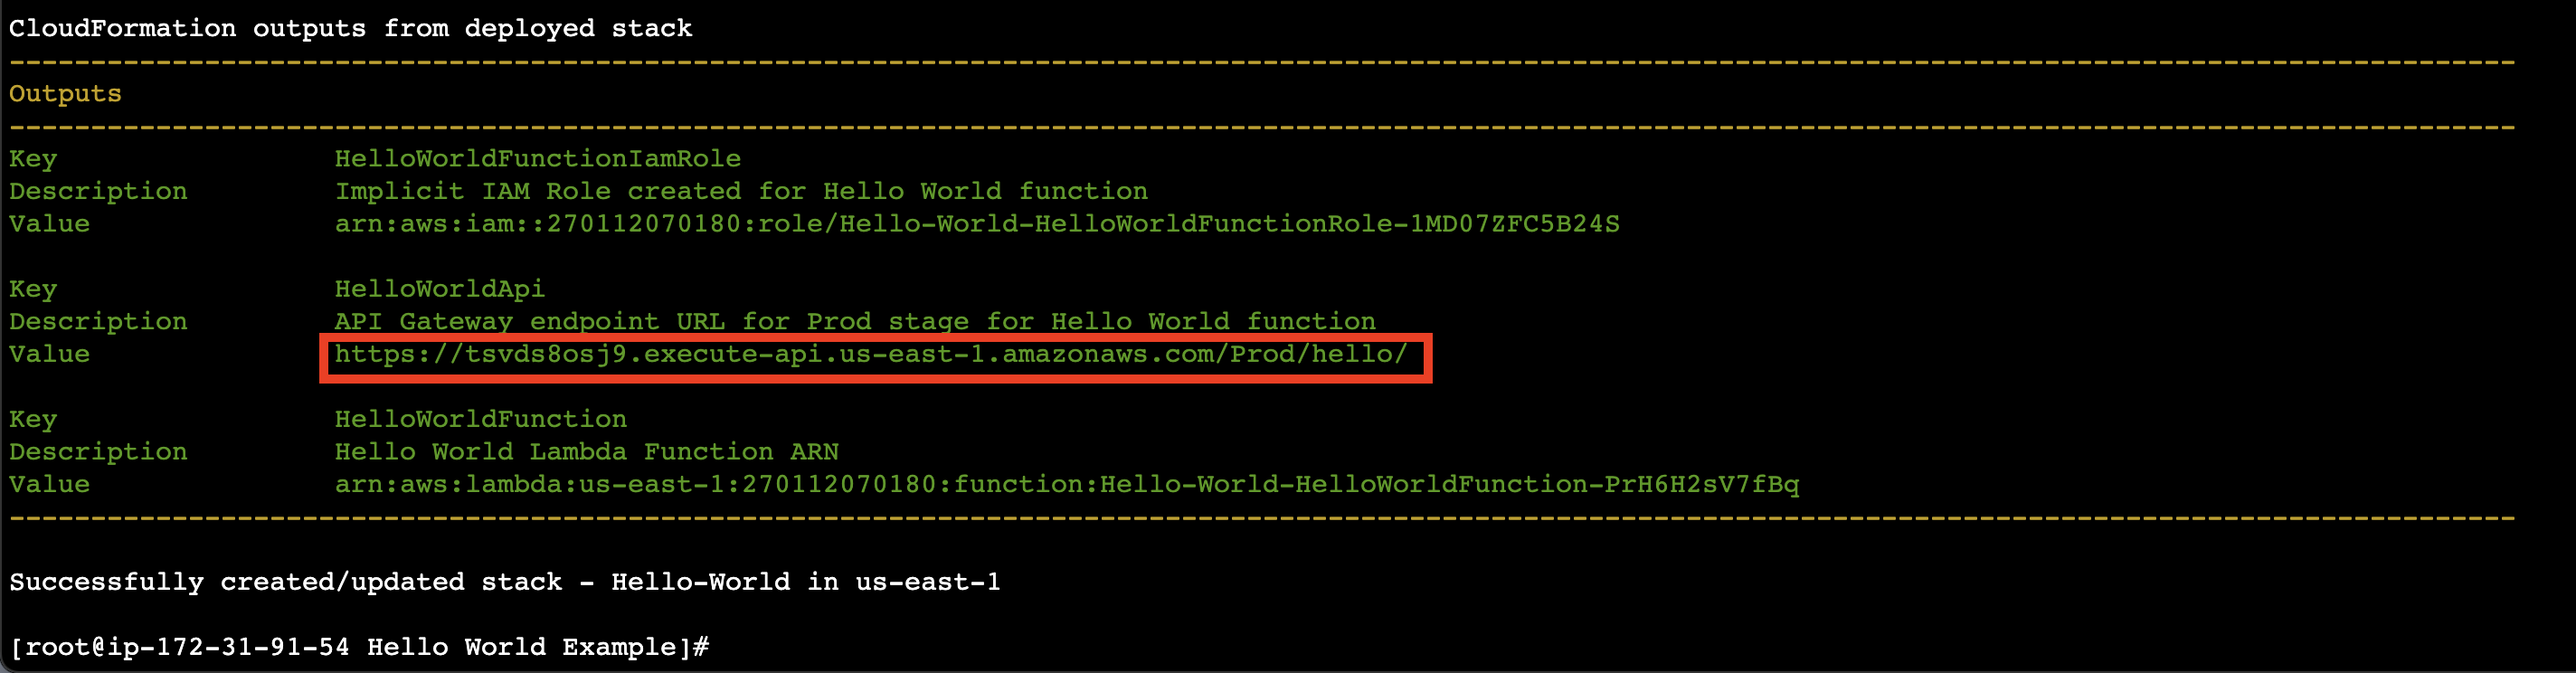 CloudFormation outputs from deployed stack
-----------------------------------------------------------------------------------------------------------------------------------------------------------
Outputs
-----------------------------------------------------------------------------------------------------------------------------------------------------------
Key HelloWorldFunctionIamRole
Description Implicit IAM Role created for Hello World function
Value arn:aws:iam::270112070180:role/Hello-World-HelloWorldFunctionRole-1MD07ZFC5B24S
Key HelloWorldApi
Description API Gateway endpoint URL for Prod stage for Hello World function
Value https://tsvds8osj9.execute-api.us-east-1.amazonaws.com/Prod/hello/
Key HelloWorldFunction
Description Hello World Lambda Function ARN
Value arn:aws:lambda:us-east-1:270112070180:function:Hello-World-HelloWorldFunction-PrH6H2sV7fBq
-----------------------------------------------------------------------------------------------------------------------------------------------------------
Successfully created/updated stack - Hello-World in us-east-1
[root@ip-172-31-91-54 Hello World Example]#